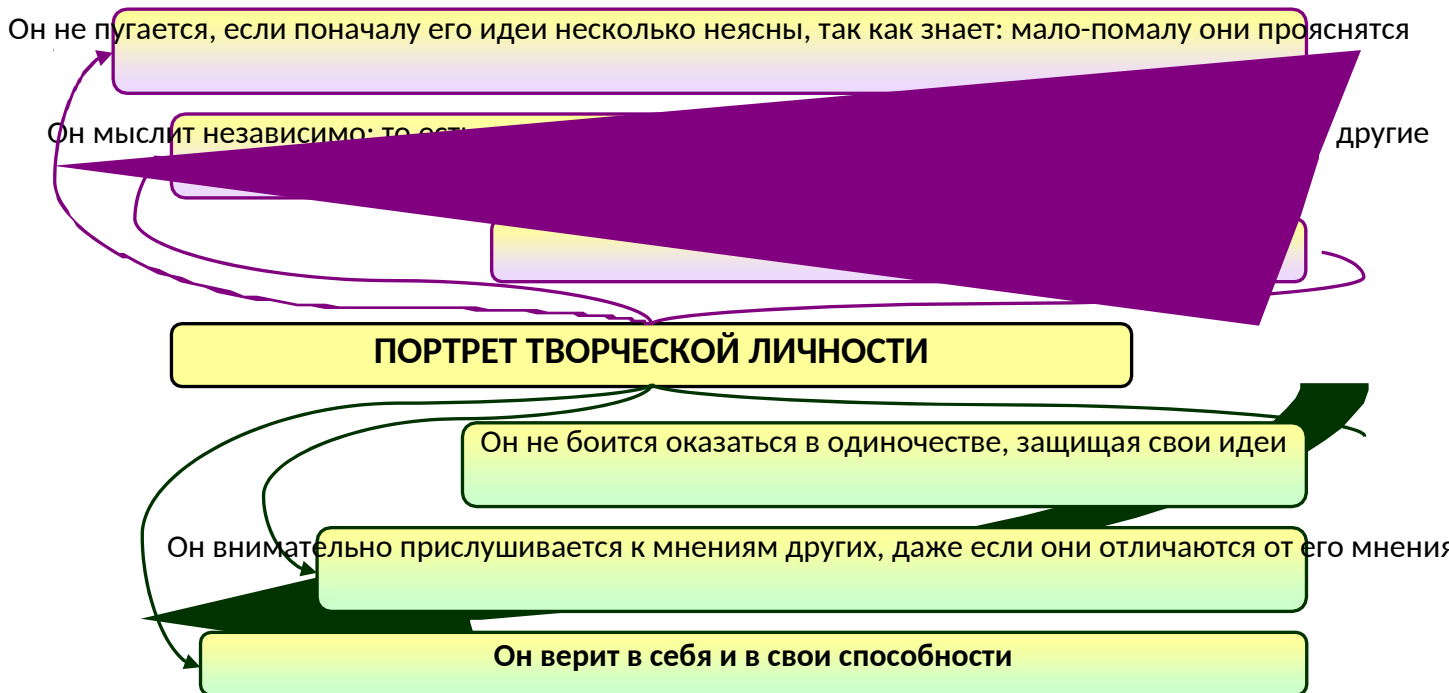 Он не пугается, если поначалу его идеи несколько неясны, так как знает: мало-помалу они прояснятся
Он мыслит независимо: то есть другие
ПОРТРЕТ ТВОРЧЕСКОЙ ЛИЧНОСТИ
Он не боится оказаться в одиночестве, защищая свои идеи
Он внимательно прислушивается к мнениям других, даже если они отличаются от его мнения
Он верит в себя и в свои способности